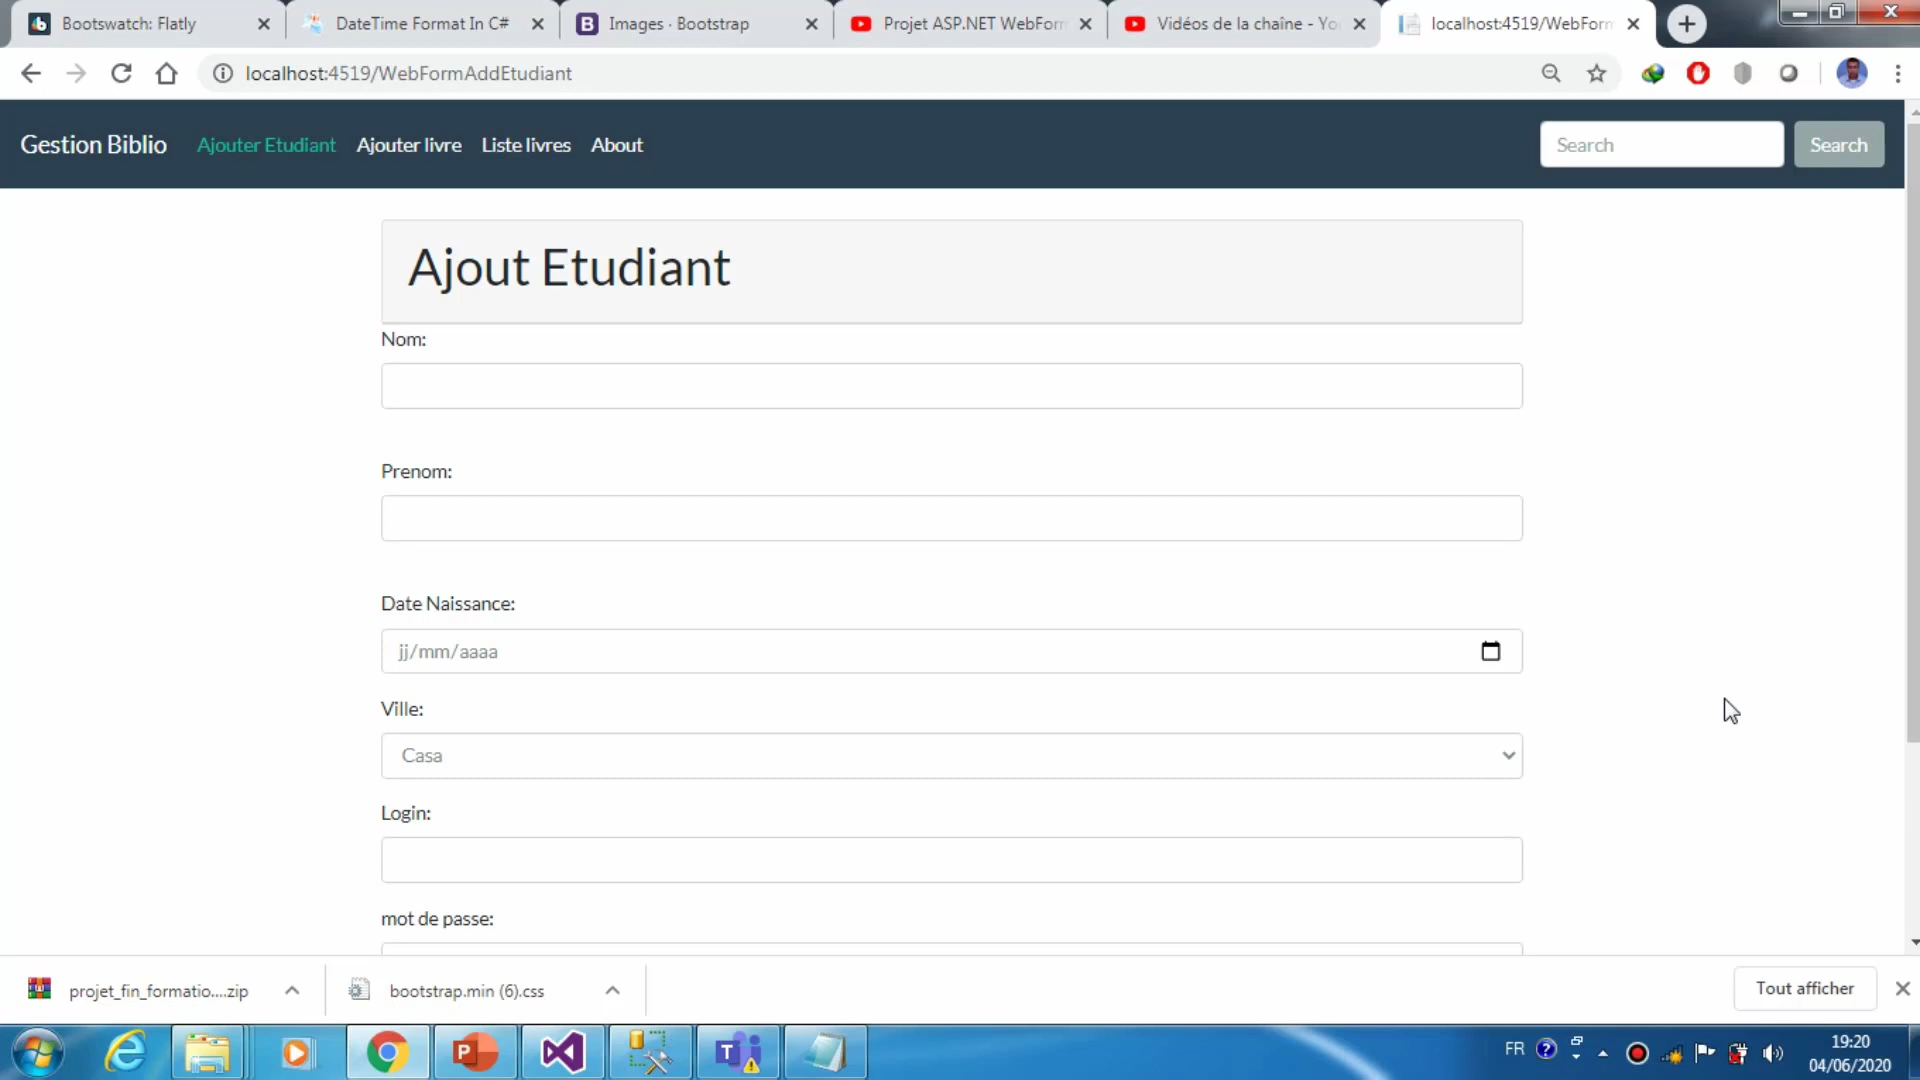 Bootswatch: Flatly
DateTime Format In C#
Images · Bootstrap
Projet ASP.NET WebForm
Vidéos de la chaîne - Yo
localhost:4519/WebForm
localhost:4519/WebFormAddEtudiant
Gestion Biblio Ajouter Etudiant Ajouter livre Liste livres About Search Search
Ajout Etudiant
Nom:
Prenom:
Date Naissance:
jj/mm/aaaa
Ville:
Casa
Login:
mot de passe:
projet_fin_formatio....zip
bootstrap.min (6).css
Tout afficher
FR
19:20
04/06/2020